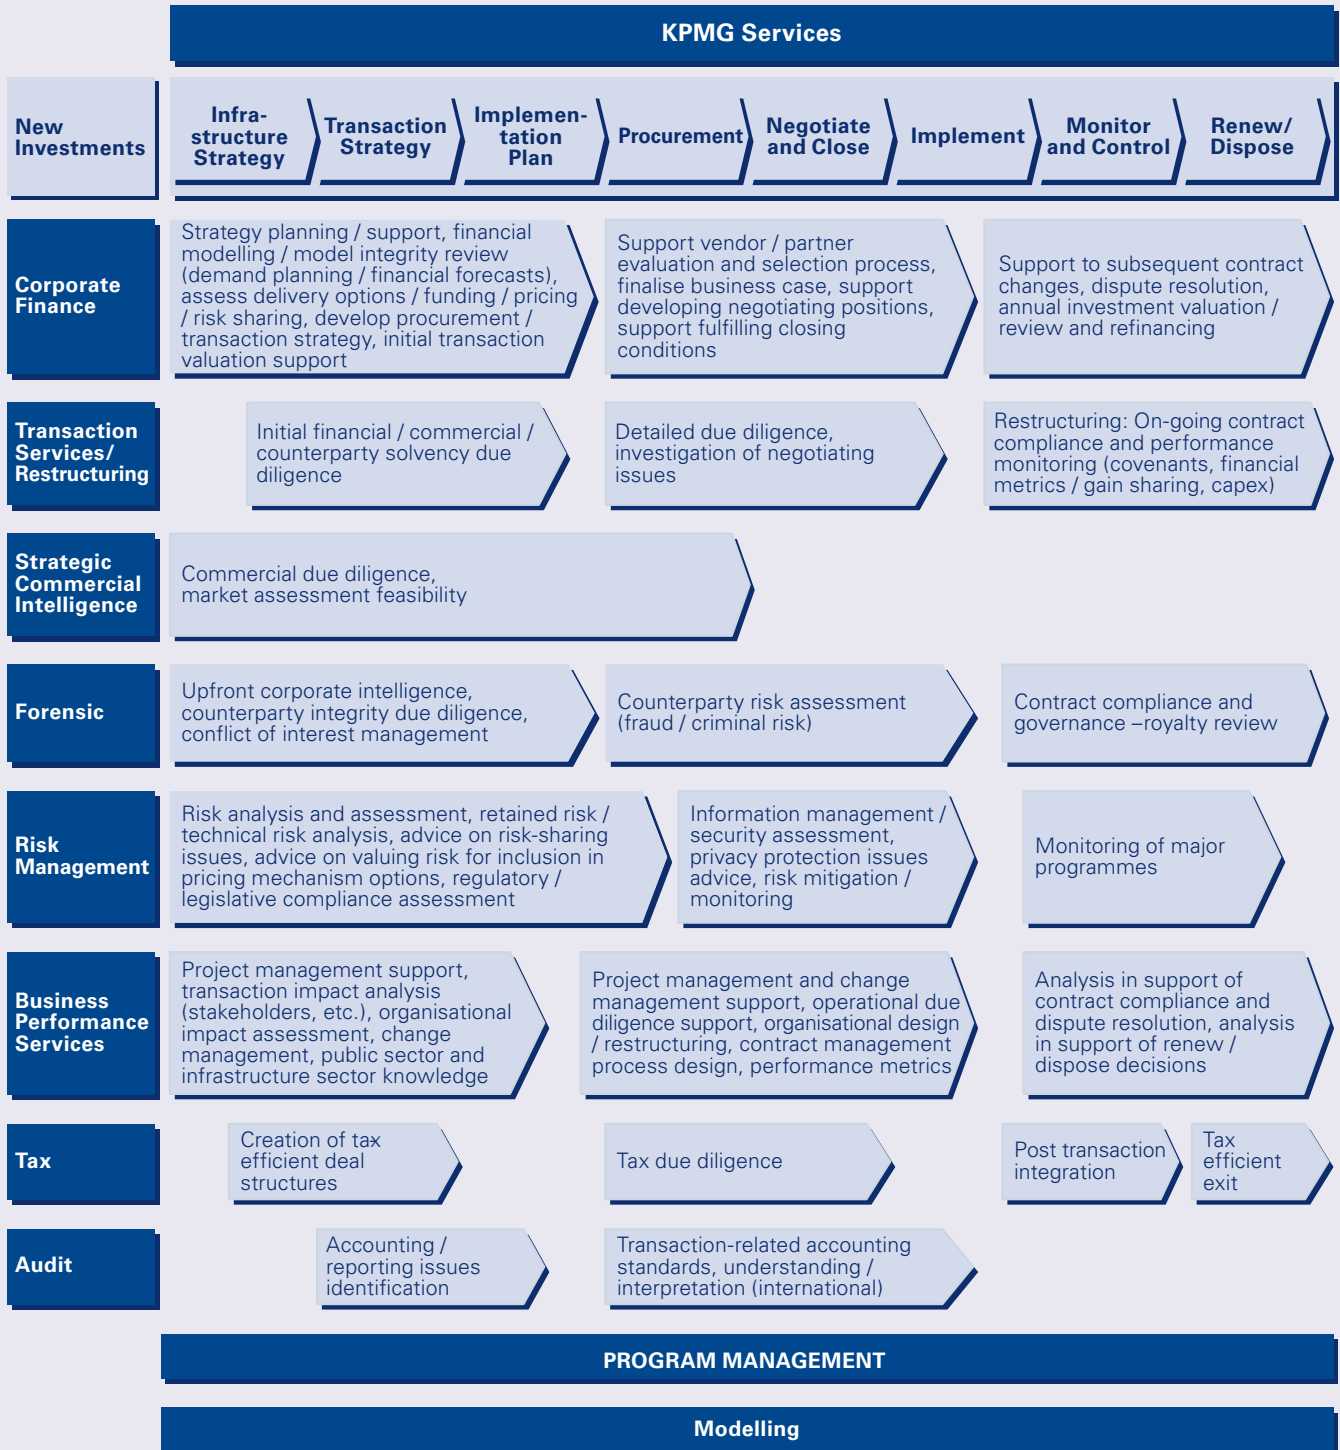 KPMG Services
New
Investments
Infra-
structure
Strategy
Transaction
Strategy
Implemen-
tation
Plan
Procurement
Negotiate
and Close
Implement
Monitor
and Control
Renew/
Dispose
Corporate
Finance
Strategy planning / support, financial
modelling / model integrity review
(demand planning / financial forecasts),
assess delivery options / funding / pricing
/ risk sharing, develop procurement /
transaction strategy, initial transaction
valuation support
Support vendor / partner
evaluation and selection process,
finalise business case, support
developing negotiating positions,
support fulfilling closing
conditions
Support to subsequent contract
changes, dispute resolution,
annual investment valuation /
review and refinancing
Transaction
Services/
Restructuring
Initial financial / commercial /
counterparty solvency due
diligence
Detailed due diligence,
investigation of negotiating
issues
Restructuring: On-going contract
compliance and performance
monitoring (covenants, financial
metrics / gain sharing, capex)
Strategic
Commercial
Intelligence
Commercial due diligence,
market assessment feasibility
Forensic
Upfront corporate intelligence,
counterparty integrity due diligence,
conflict of interest management
Counterparty risk assessment
(fraud / criminal risk)
Contract compliance and
governance –royalty review
Risk
Management
Risk analysis and assessment, retained risk /
technical risk analysis, advice on risk-sharing
issues, advice on valuing risk for inclusion in
pricing mechanism options, regulatory /
legislative compliance assessment
Information management /
security assessment,
privacy protection issues
advice, risk mitigation /
monitoring
Monitoring of major
programmes
Business
Performance
Services
Project management support,
transaction impact analysis
(stakeholders, etc.), organisational
impact assessment, change
management, public sector and
infrastructure sector knowledge
Project management and change
management support, operational due
diligence support, organisational design
/ restructuring, contract management
process design, performance metrics
Analysis in support of
contract compliance and
dispute resolution, analysis
in support of renew /
dispose decisions
Tax
Creation of tax-
efficient deal
structures
Tax due diligence
Post transaction
integration
Tax
efficient
exit
Audit
Accounting /
reporting issues
identification
Transaction-related accounting
standards, understanding /
interpretation (international)
PROGRAM MANAGEMENT
Modelling